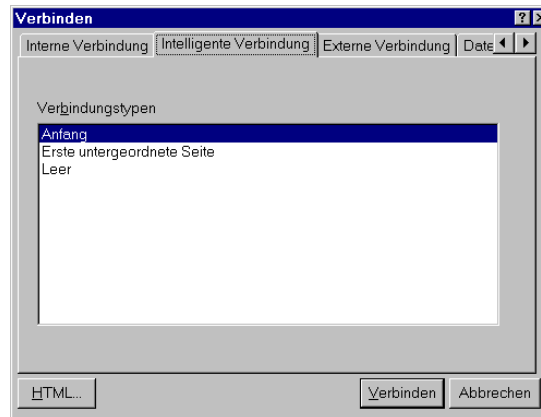 Verbinden
Interne Verbindung Intelligente Verbindung Externe Verbindung Date
Verbindungstypen
Anfang
Erste untergeordnete Seite
Leer
HTML... Verbinden Abbrechen